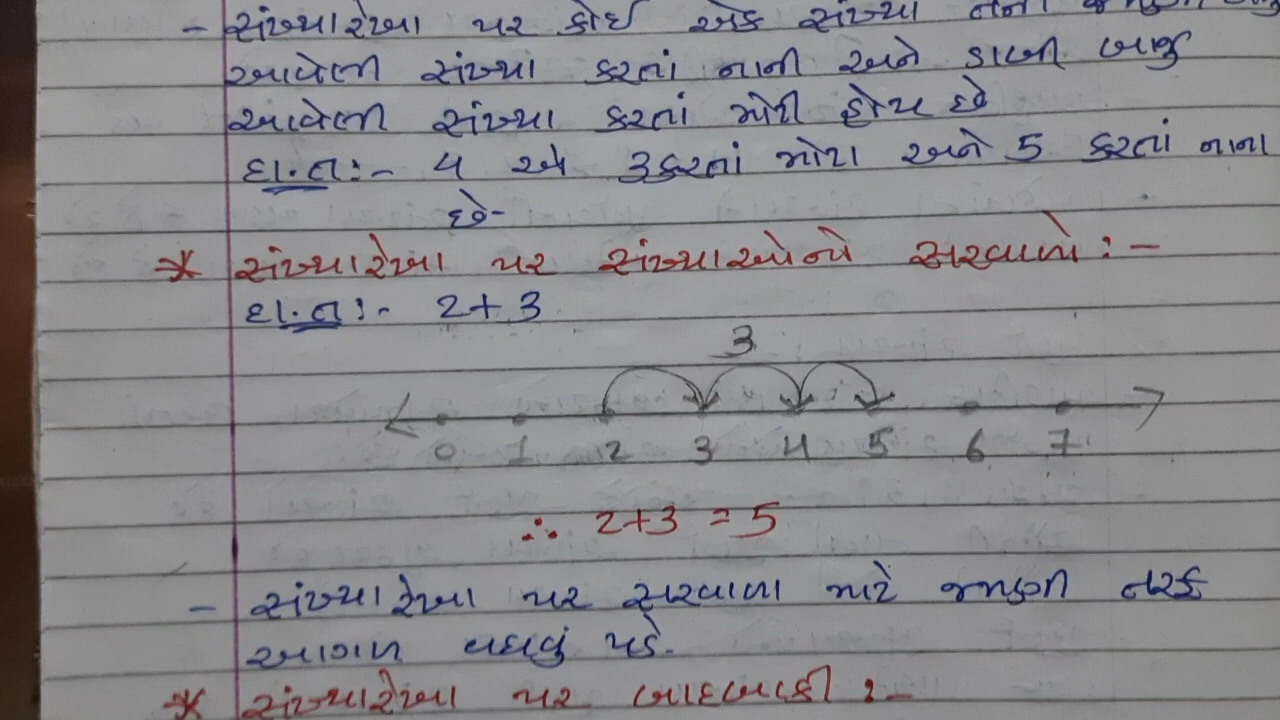 - સંખ્યારેખા પર કોઈ એક સંખ્યા તેની
આવેલી સંખ્યા કરતાં નાની અને ડાબી બાજુ
આવેલી સંખ્યા કરતાં મોટી હોય છે
દા.ત:- 4 એ 3 કરતાં મોટા અને 5 કરતાં નાના
છે-
* સંખ્યારેખા પર સંખ્યાઓનો સરવાળો :-
દા.ત:- 2+3
3
0 1 2 3 4 5 6 7
∴ 2+3 = 5
- સંખ્યારેખા પર સરવાળા માટે જમણી તરફ
આગળ વધવું પડે.
* સંખ્યારેખા પર બાદબાકી :-